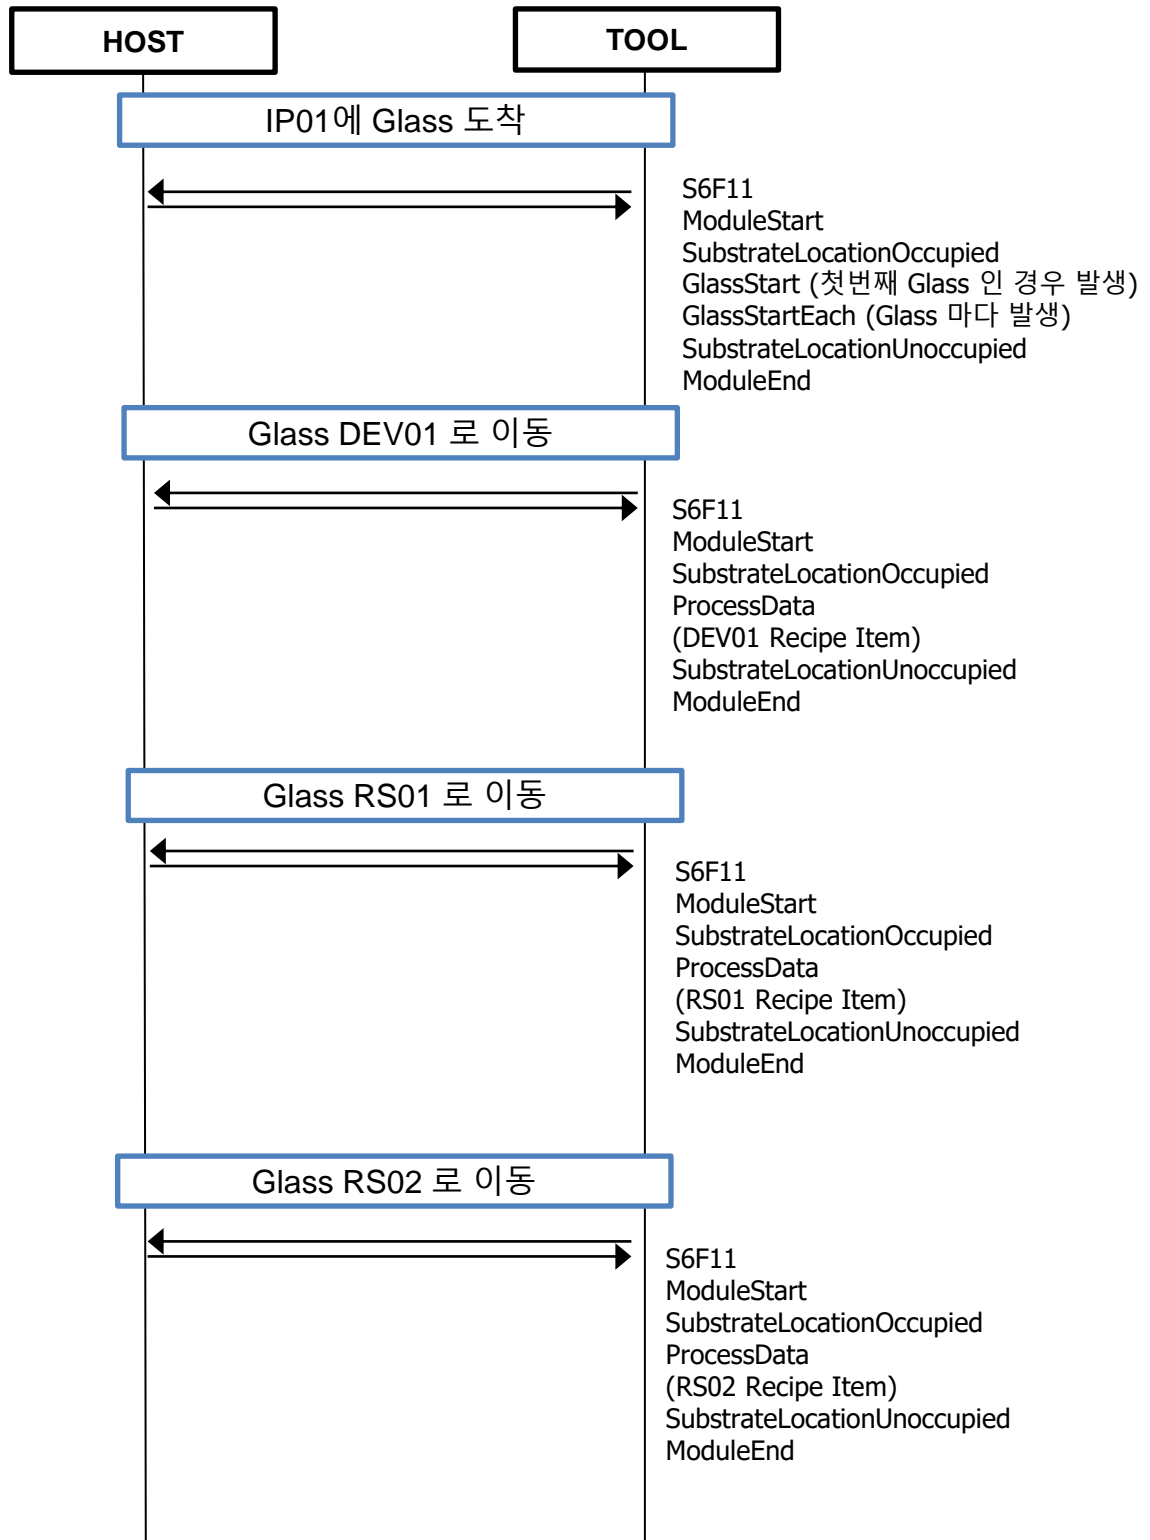 HOST
TOOL
IP01에 Glass 도착
S6F11
ModuleStart
SubstrateLocationOccupied
GlassStart (첫번째 Glass 인 경우 발생)
GlassStartEach (Glass 마다 발생)
SubstrateLocationUnoccupied
ModuleEnd
Glass DEV01 로 이동
S6F11
ModuleStart
SubstrateLocationOccupied
ProcessData
(DEV01 Recipe Item)
SubstrateLocationUnoccupied
ModuleEnd
Glass RS01 로 이동
S6F11
ModuleStart
SubstrateLocationOccupied
ProcessData
(RS01 Recipe Item)
SubstrateLocationUnoccupied
ModuleEnd
Glass RS02 로 이동
S6F11
ModuleStart
SubstrateLocationOccupied
ProcessData
(RS02 Recipe Item)
SubstrateLocationUnoccupied
ModuleEnd